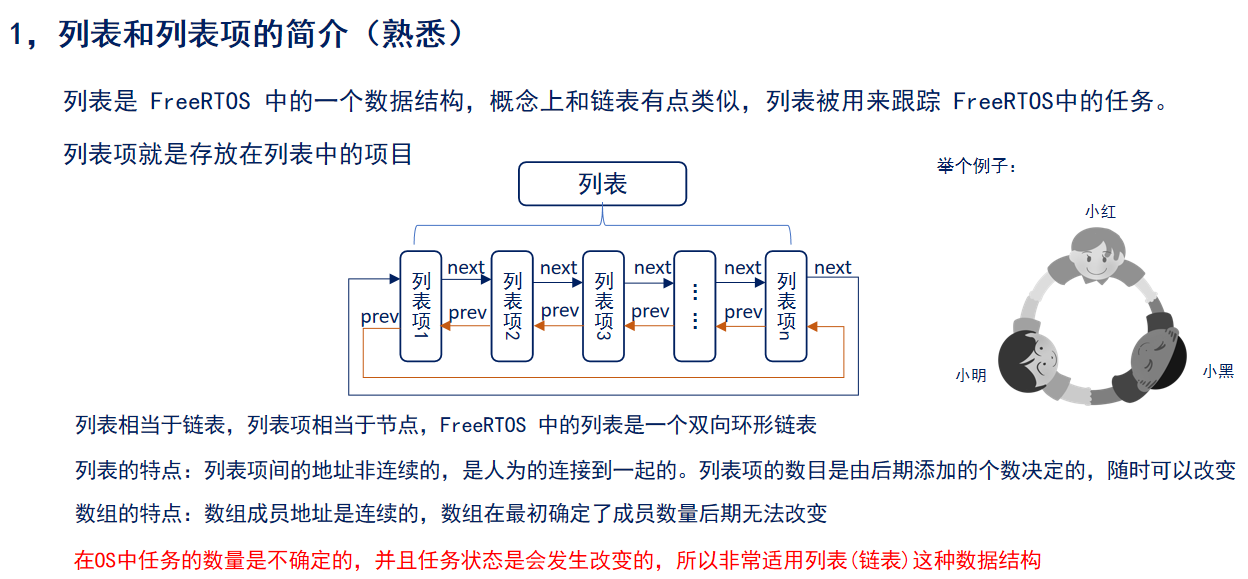 1，列表和列表项的简介（熟悉）
列表是 FreeRTOS 中的一个数据结构，概念上和链表有点类似，列表被用来跟踪 FreeRTOS中的任务。
列表项就是存放在列表中的项目
举个例子：
列表
小红
next next next next next
列表项1 列表项2 列表项3 ⋮ 列表项n
prev prev prev prev prev
小明
小黑
列表相当于链表，列表项相当于节点，FreeRTOS 中的列表是一个双向环形链表
列表的特点：列表项间的地址非连续的，是人为的连接到一起的。列表项的数目是由后期添加的个数决定的，随时可以改变
数组的特点：数组成员地址是连续的，数组在最初确定了成员数量后期无法改变
在OS中任务的数量是不确定的，并且任务状态是会发生改变的，所以非常适用列表(链表)这种数据结构